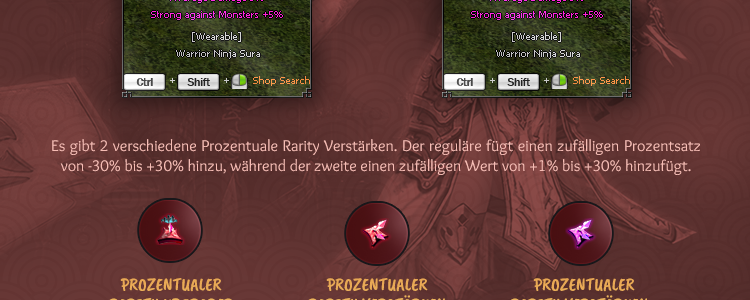 Strong against Monsters +5%
Strong against Monsters +5%
[Wearable]
[Wearable]
Warrior Ninja Sura
Warrior Ninja Sura
Ctrl + Shift + Shop Search
Ctrl + Shift + Shop Search
Es gibt 2 verschiedene Prozentuale Rarity Verstärken. Der reguläre fügt einen zufälligen Prozentsatz
von -30% bis +30% hinzu, während der zweite einen zufälligen Wert von +1% bis +30% hinzufügt.
PROZENTUALER
PROZENTUALER
PROZENTUALER